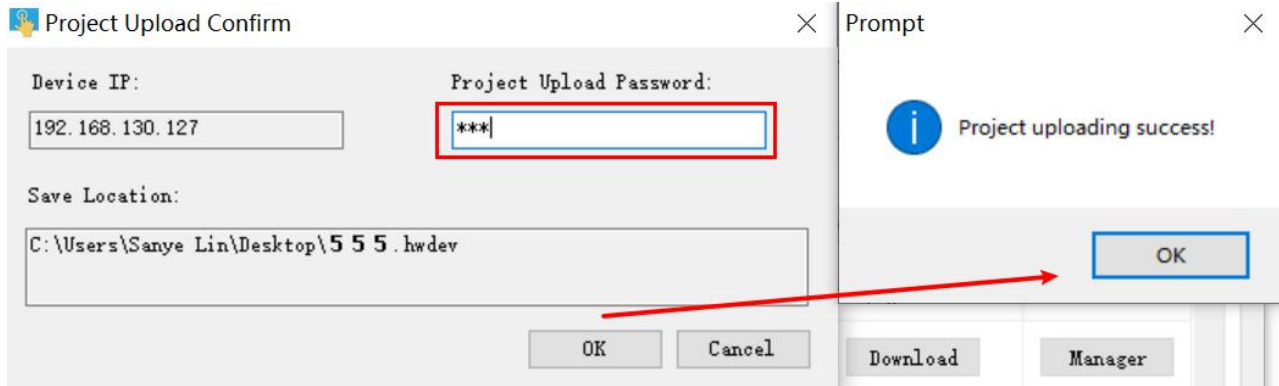 Project Upload Confirm
Device IP:
Project Upload Password:
192.168.130.127
***
Save Location:
C:\Users\Sanye Lin\Desktop\555.hwdev
OK
Cancel
Prompt
Project uploading success!
OK
Download
Manager